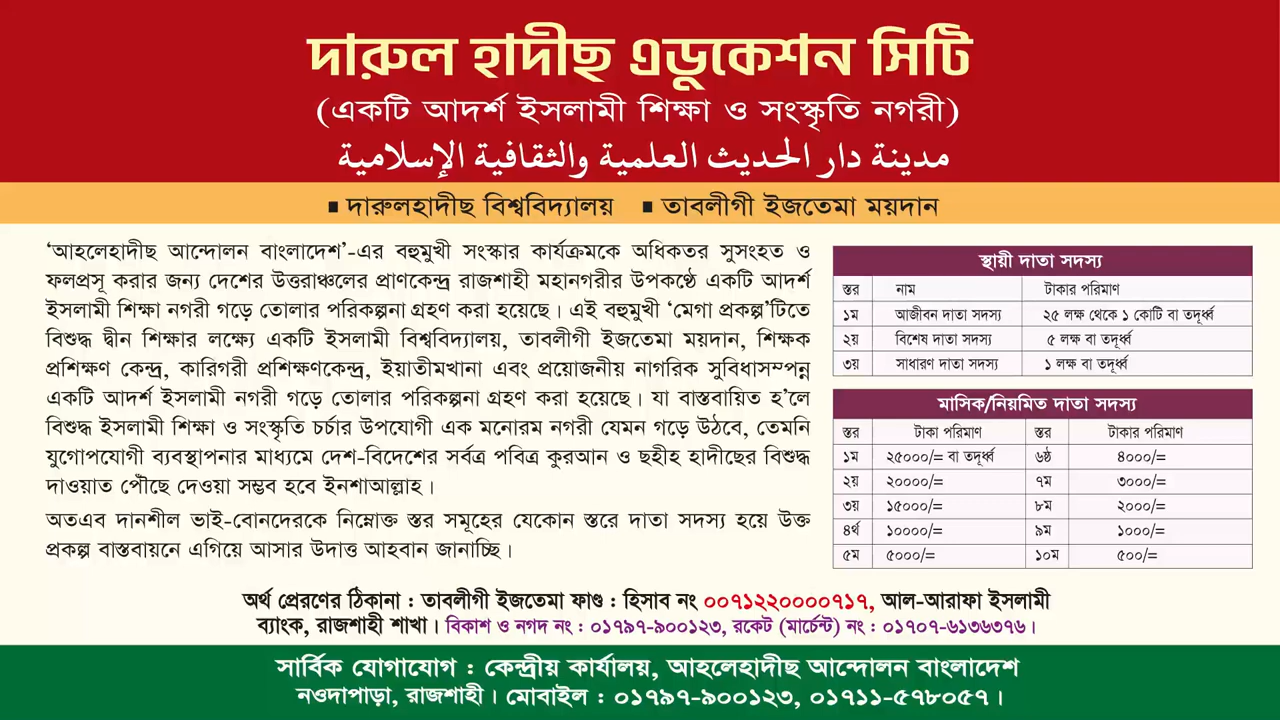 দারুল হাদীছ এডুকেশন সিটি
(একটি আদর্শ ইসলামী শিক্ষা ও সংস্কৃতি নগরী)
مدينة دار الحديث العلمية والثقافية الإسلامية
▪ দারুলহাদীছ বিশ্ববিদ্যালয় ▪ তাবলীগী ইজতেমা ময়দান
‘আহলেহাদীছ আন্দোলন বাংলাদেশ’-এর বহুমুখী সংস্কার কার্যক্রমকে অধিকতর সুসংহত ও
ফলপ্রসূ করার জন্য দেশের উত্তরাঞ্চলের প্রাণকেন্দ্র রাজশাহী মহানগরীর উপকণ্ঠে একটি আদর্শ
ইসলামী শিক্ষা নগরী গড়ে তোলার পরিকল্পনা গ্রহণ করা হয়েছে। এই বহুমুখী ‘মেগা প্রকল্প’টিতে
বিশুদ্ধ দ্বীন শিক্ষার লক্ষ্যে একটি ইসলামী বিশ্ববিদ্যালয়, তাবলীগী ইজতেমা ময়দান, শিক্ষক
প্রশিক্ষণ কেন্দ্র, কারিগরী প্রশিক্ষণকেন্দ্র, ইয়াতীমখানা এবং প্রয়োজনীয় নাগরিক সুবিধাসম্পন্ন
একটি আদর্শ ইসলামী নগরী গড়ে তোলার পরিকল্পনা গ্রহণ করা হয়েছে। যা বাস্তবায়িত হ’লে
বিশুদ্ধ ইসলামী শিক্ষা ও সংস্কৃতি চর্চার উপযোগী এক মনোরম নগরী যেমন গড়ে উঠবে, তেমনি
যুগোপযোগী ব্যবস্থাপনার মাধ্যমে দেশ-বিদেশের সর্বত্র পবিত্র কুরআন ও ছহীহ হাদীছের বিশুদ্ধ
দাওয়াত পৌঁছে দেওয়া সম্ভব হবে ইনশাআল্লাহ।
অতএব দানশীল ভাই-বোনদেরকে নিম্নোক্ত স্তর সমূহের যেকোন স্তরে দাতা সদস্য হয়ে উক্ত
প্রকল্প বাস্তবায়নে এগিয়ে আসার উদাত্ত আহবান জানাচ্ছি।
স্থায়ী দাতা সদস্য
স্তর নাম টাকার পরিমাণ
১ম আজীবন দাতা সদস্য ২৫ লক্ষ থেকে ১ কোটি বা তদূর্ধ্ব
২য় বিশেষ দাতা সদস্য ৫ লক্ষ বা তদূর্ধ্ব
৩য় সাধারণ দাতা সদস্য ১ লক্ষ বা তদূর্ধ্ব
মাসিক/নিয়মিত দাতা সদস্য
স্তর টাকা পরিমাণ স্তর টাকার পরিমাণ
১ম ২৫০০০/= বা তদূর্ধ্ব ৬ষ্ঠ ৪০০০/=
২য় ২০০০০/= ৭ম ৩০০০/=
৩য় ১৫০০০/= ৮ম ২০০০/=
৪র্থ ১০০০০/= ৯ম ১০০০/=
৫ম ৫০০০/= ১০ম ৫০০/=
অর্থ প্রেরণের ঠিকানা : তাবলীগী ইজতেমা ফাণ্ড : হিসাব নং ০০৭১২২০০০০৭১৭, আল-আরাফা ইসলামী
ব্যাংক, রাজশাহী শাখা। বিকাশ ও নগদ নং : ০১৭৯৭-৯০০১২৩, রকেট (মার্চেন্ট) নং : ০১৭০৭-৬১৩৬৩৭৬।
সার্বিক যোগাযোগ : কেন্দ্রীয় কার্যালয়, আহলেহাদীছ আন্দোলন বাংলাদেশ
নওদাপাড়া, রাজশাহী। মোবাইল : ০১৭৯৭-৯০০১২৩, ০১৭১১-৫৭৮০৫৭।